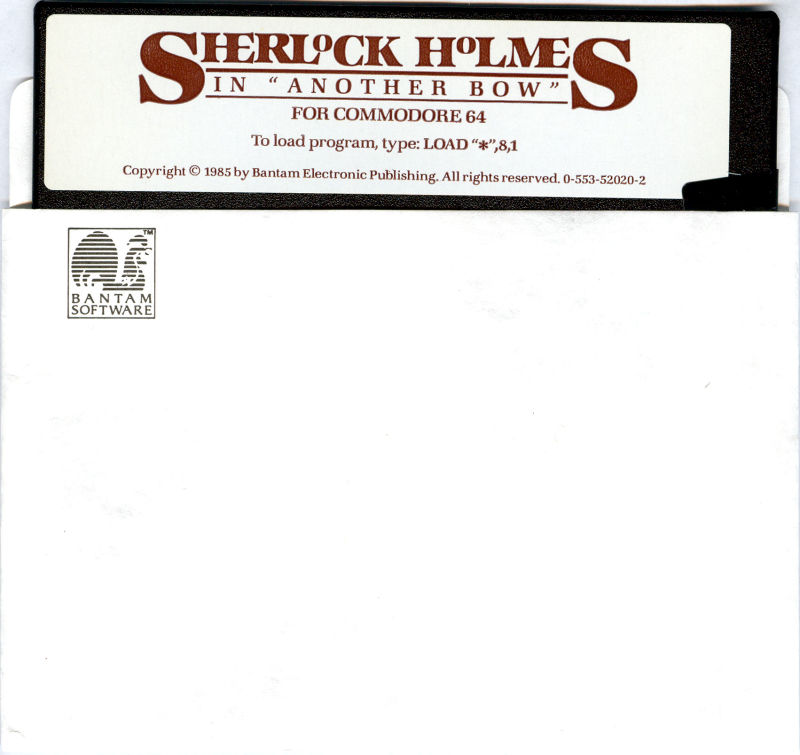 SHERLOCK HOLMES
IN “ANOTHER BOW”
FOR COMMODORE 64
To load program, type: LOAD “*”,8,1
Copyright © 1985 by Bantam Electronic Publishing. All rights reserved. 0-553-52020-2
TM
BANTAM
SOFTWARE